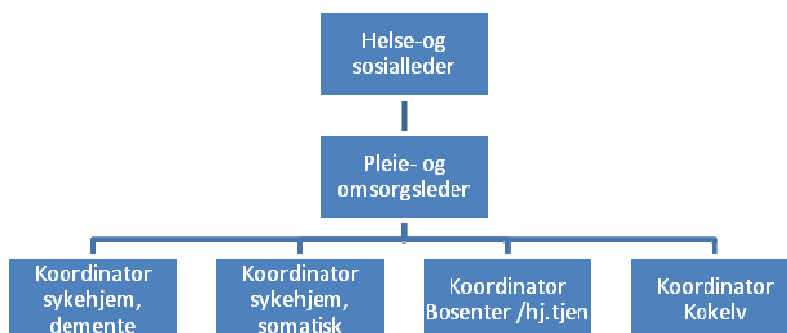 Helse-og
sosialleder
Pleie- og
omsorgsleder
Koordinator
sykehjem,
demente
Koordinator
sykehjem,
somatisk
Koordinator
Bosenter /hj.tjen
Koordinator
Kokelv